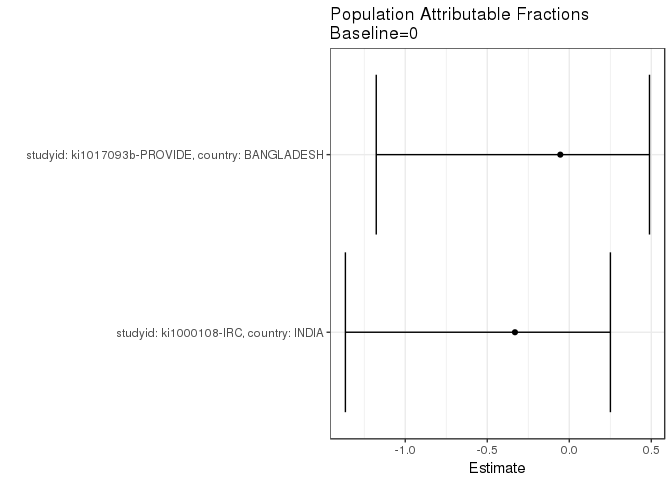 Population Attributable Fractions
Baseline=0
studyid: ki1017093b-PROVIDE, country: BANGLADESH
studyid: ki1000108-IRC, country: INDIA
-1.0 -0.5 0.0 0.5
Estimate